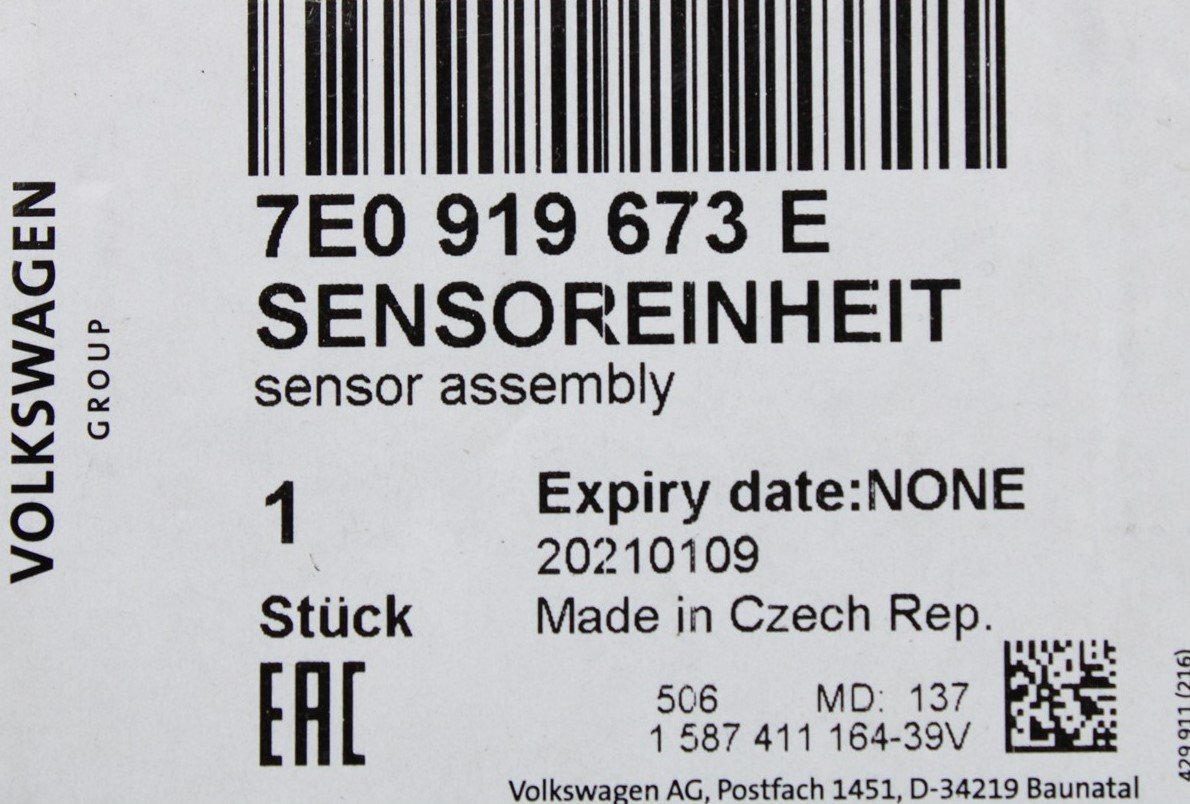 VOLKSWAGEN
GROUP
7E0 919 673 E
SENSOREINHEIT
sensor assembly
1
Expiry date:NONE
20210109
Stück
Made in Czech Rep.
EAC
506 MD: 137
1 587 411 164-39V
429 911 (216)
Volkswagen AG, Postfach 1451, D-34219 Baunatal